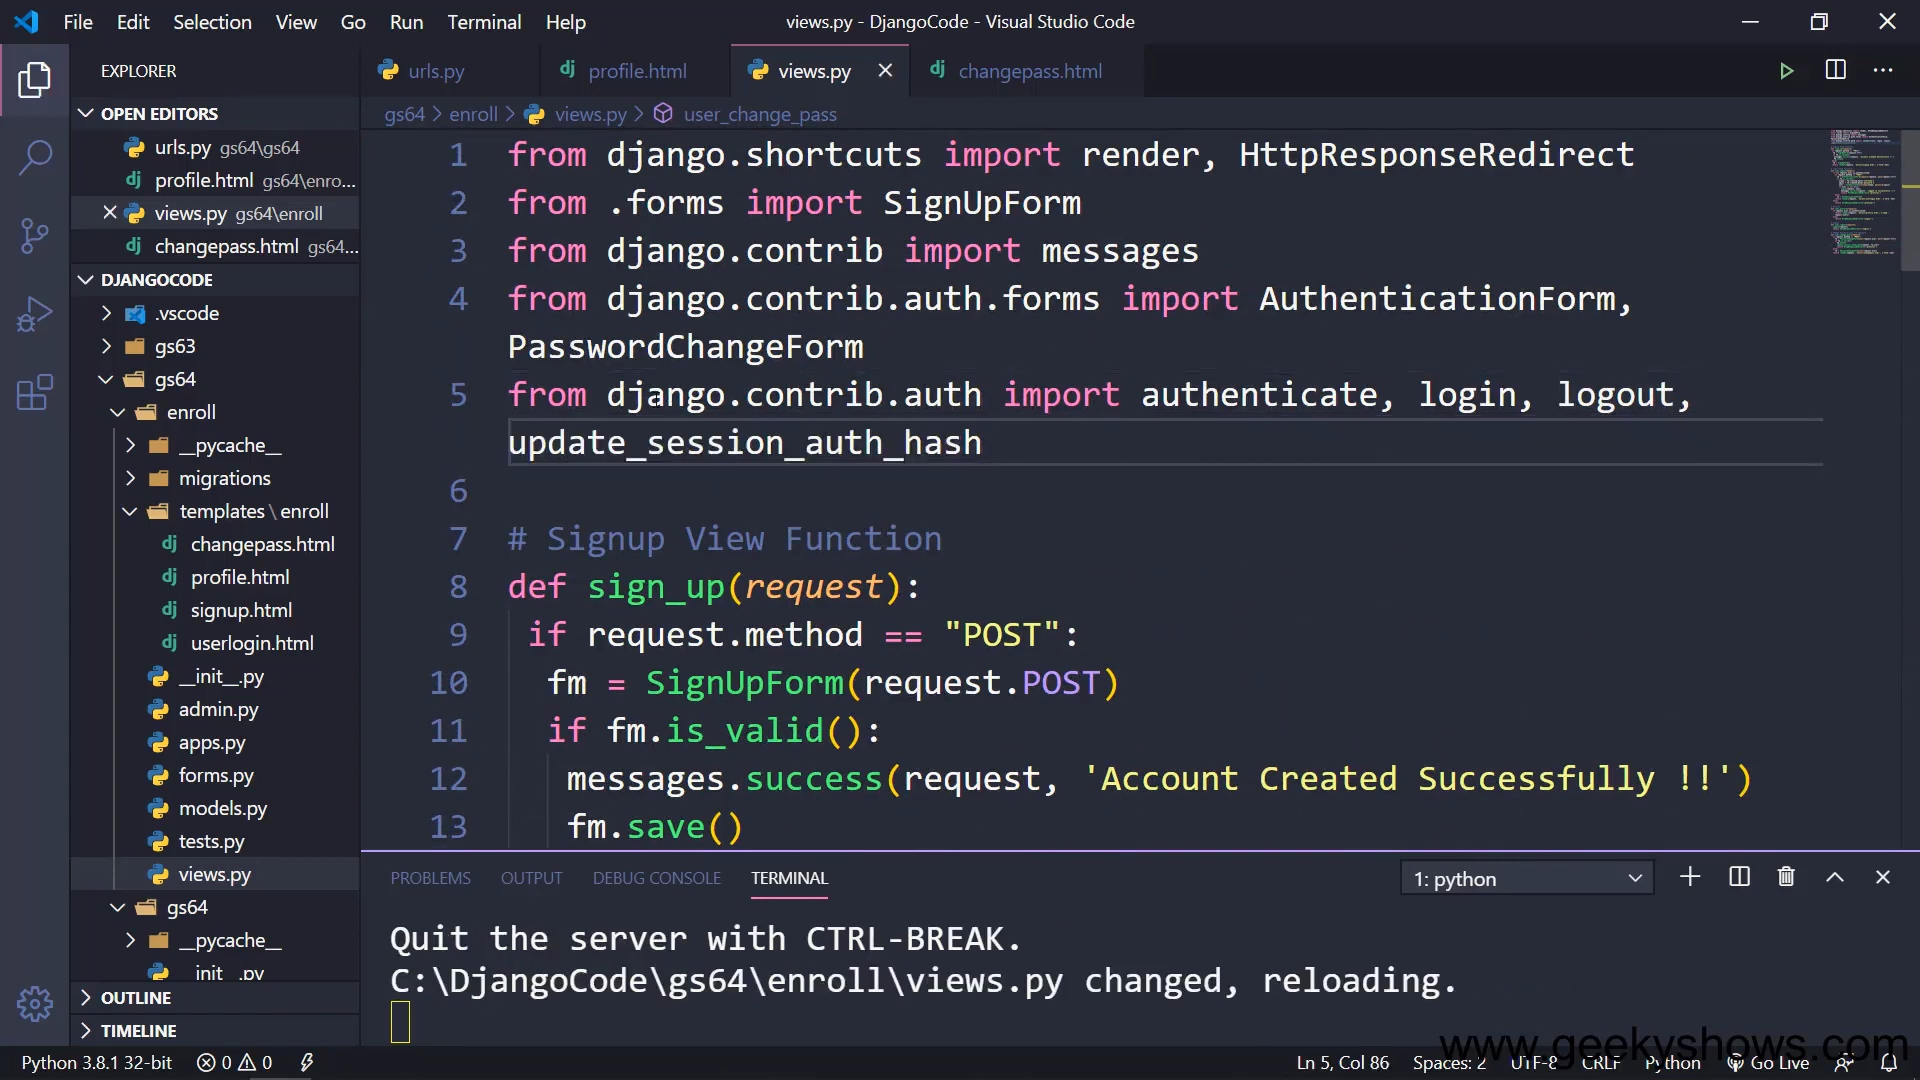 File Edit Selection View Go Run Terminal Help
views.py - DjangoCode - Visual Studio Code
EXPLORER
OPEN EDITORS
urls.py gs64\gs64
profile.html gs64\enro...
views.py gs64\enroll
changepass.html gs64...
DJANGOCODE
.vscode
gs63
gs64
enroll
__pycache__
migrations
templates \ enroll
changepass.html
profile.html
signup.html
userlogin.html
__init__.py
admin.py
apps.py
forms.py
models.py
tests.py
views.py
gs64
__pycache__
__init__.py
OUTLINE
TIMELINE
urls.py
profile.html
views.py
changepass.html
gs64 > enroll > views.py > user_change_pass
1 from django.shortcuts import render, HttpResponseRedirect
2 from .forms import SignUpForm
3 from django.contrib import messages
4 from django.contrib.auth.forms import AuthenticationForm,
PasswordChangeForm
5 from django.contrib.auth import authenticate, login, logout,
update_session_auth_hash
6
7 # Signup View Function
8 def sign_up(request):
9 if request.method == "POST":
10 fm = SignUpForm(request.POST)
11 if fm.is_valid():
12 messages.success(request, 'Account Created Successfully !!')
13 fm.save()
PROBLEMS OUTPUT DEBUG CONSOLE TERMINAL
1: python
Quit the server with CTRL-BREAK.
C:\DjangoCode\gs64\enroll\views.py changed, reloading.
www.geekyshows.com
Python 3.8.1 32-bit 0 0
Ln 5, Col 86 Spaces: 2 UTF-8 CRLF Python Go Live